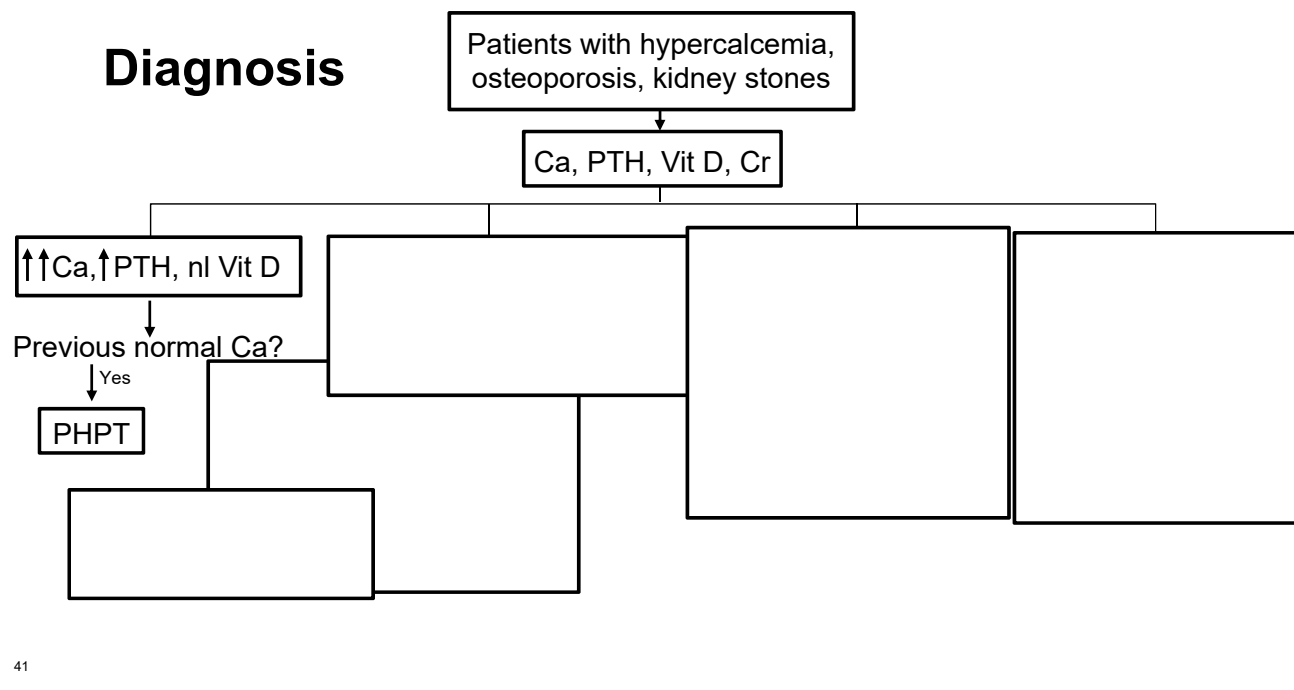 Diagnosis
Patients with hypercalcemia,
osteoporosis, kidney stones
Ca, PTH, Vit D, Cr
↑↑Ca,↑PTH, nl Vit D
Previous normal Ca?
Yes
PHPT
41